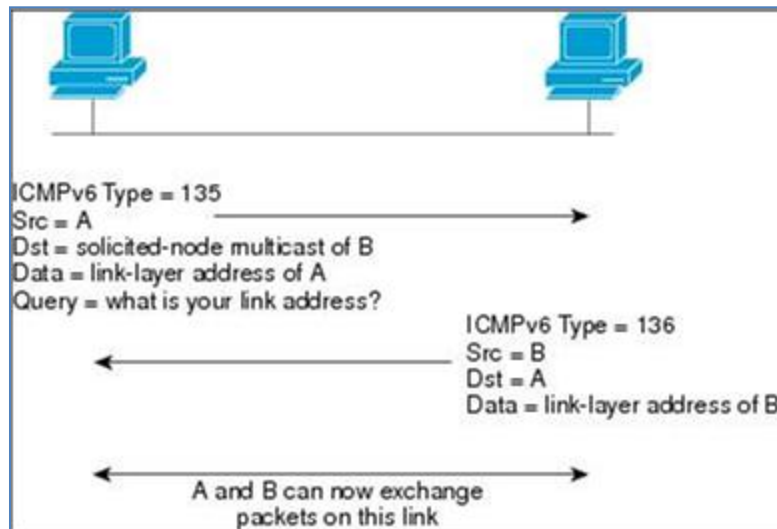 ICMPv6 Type = 135
Src = A
Dst = solicited-node multicast of B
Data = link-layer address of A
Query = what is your link address?
ICMPv6 Type = 136
Src = B
Dst = A
Data = link-layer address of B
A and B can now exchange
packets on this link